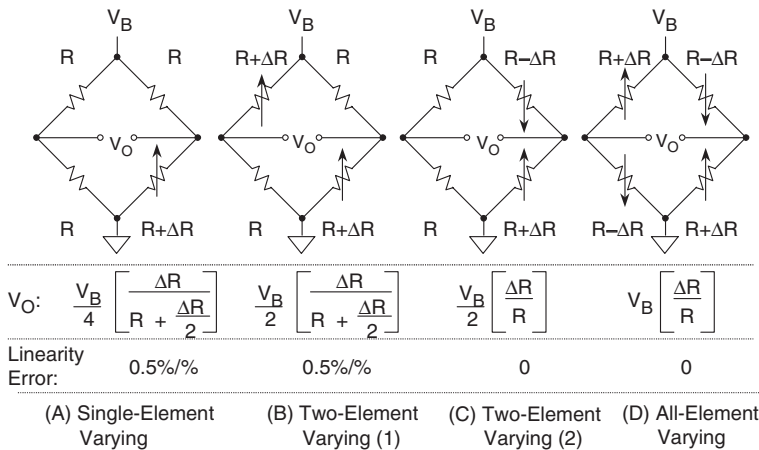 V_B V_B V_B V_B
R R R+ΔR R R R−ΔR R+ΔR R−ΔR
V_O V_O V_O V_O
R R+ΔR R R+ΔR R R+ΔR R−ΔR R+ΔR
V_O: V_B/4 [ΔR / (R + ΔR/2)] V_B/2 [ΔR / (R + ΔR/2)] V_B/2 [ΔR/R] V_B [ΔR/R]
Linearity
Error: 0.5%/% 0.5%/% 0 0
(A) Single-Element (B) Two-Element (C) Two-Element (D) All-Element
Varying Varying (1) Varying (2) Varying